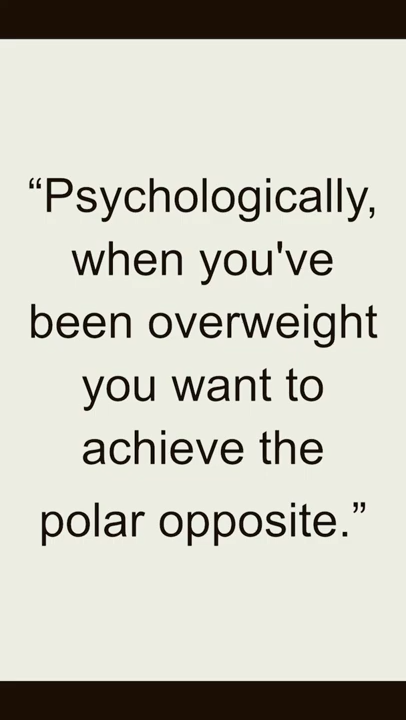 “Psychologically,
when you've
been overweight
you want to
achieve the
polar opposite.”